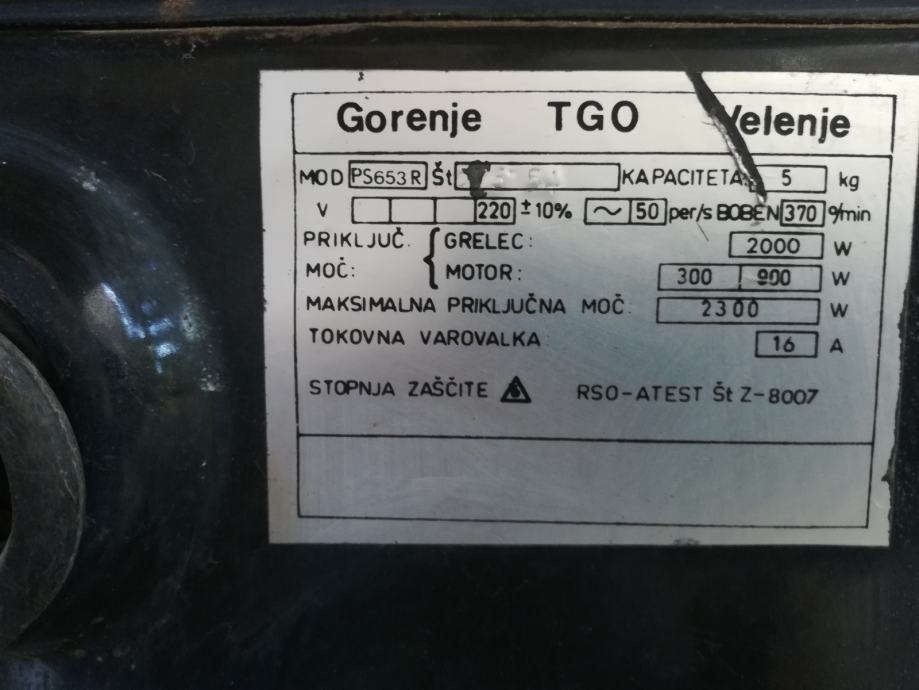 Gorenje TGO Velenje
MOD PS653R Št KAPACITETA 5 kg
V 220 ±10% ~ 50 per/s BOBEN 370 º/min
PRIKLJUČ. { GRELEC: 2000 W
MOČ: MOTOR: 300 900 W
MAKSIMALNA PRIKLJUČNA MOČ: 2300 W
TOKOVNA VAROVALKA: 16 A
STOPNJA ZAŠČITE RSO-ATEST Št Z-8007